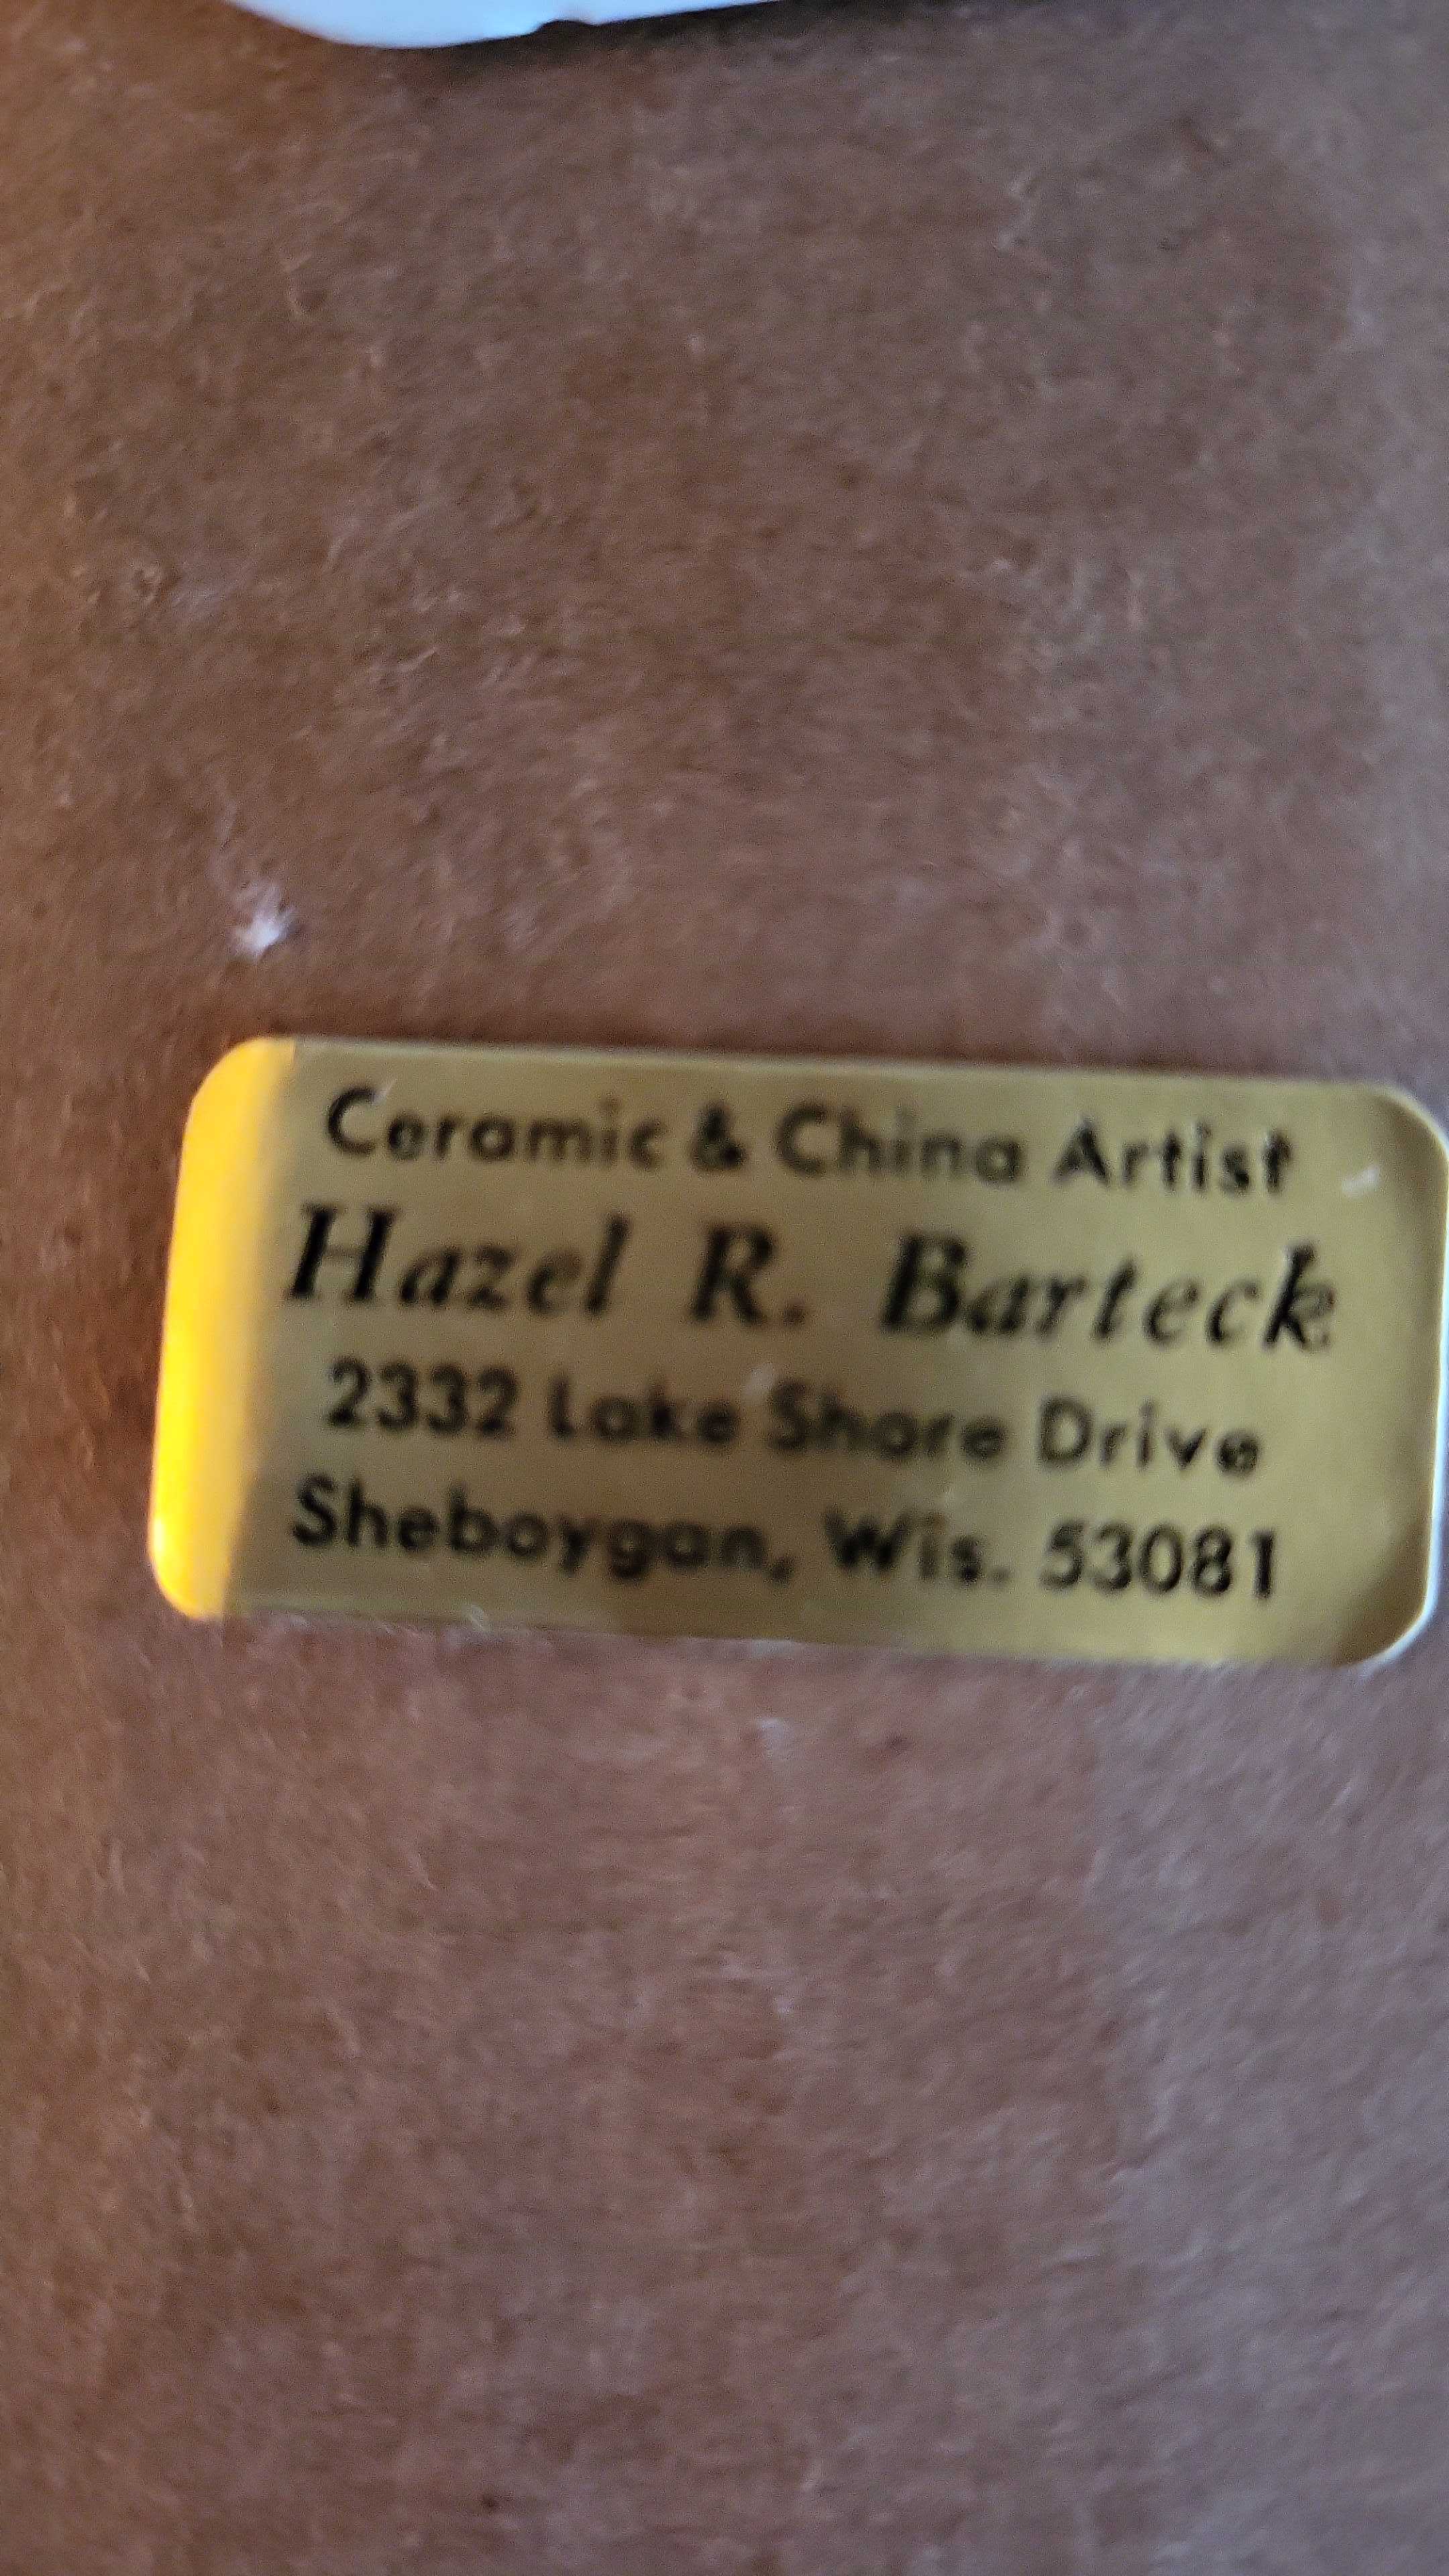 Ceramic & China Artist
Hazel R. Barteck
2332 Lake Shore Drive
Sheboygan, Wis. 53081